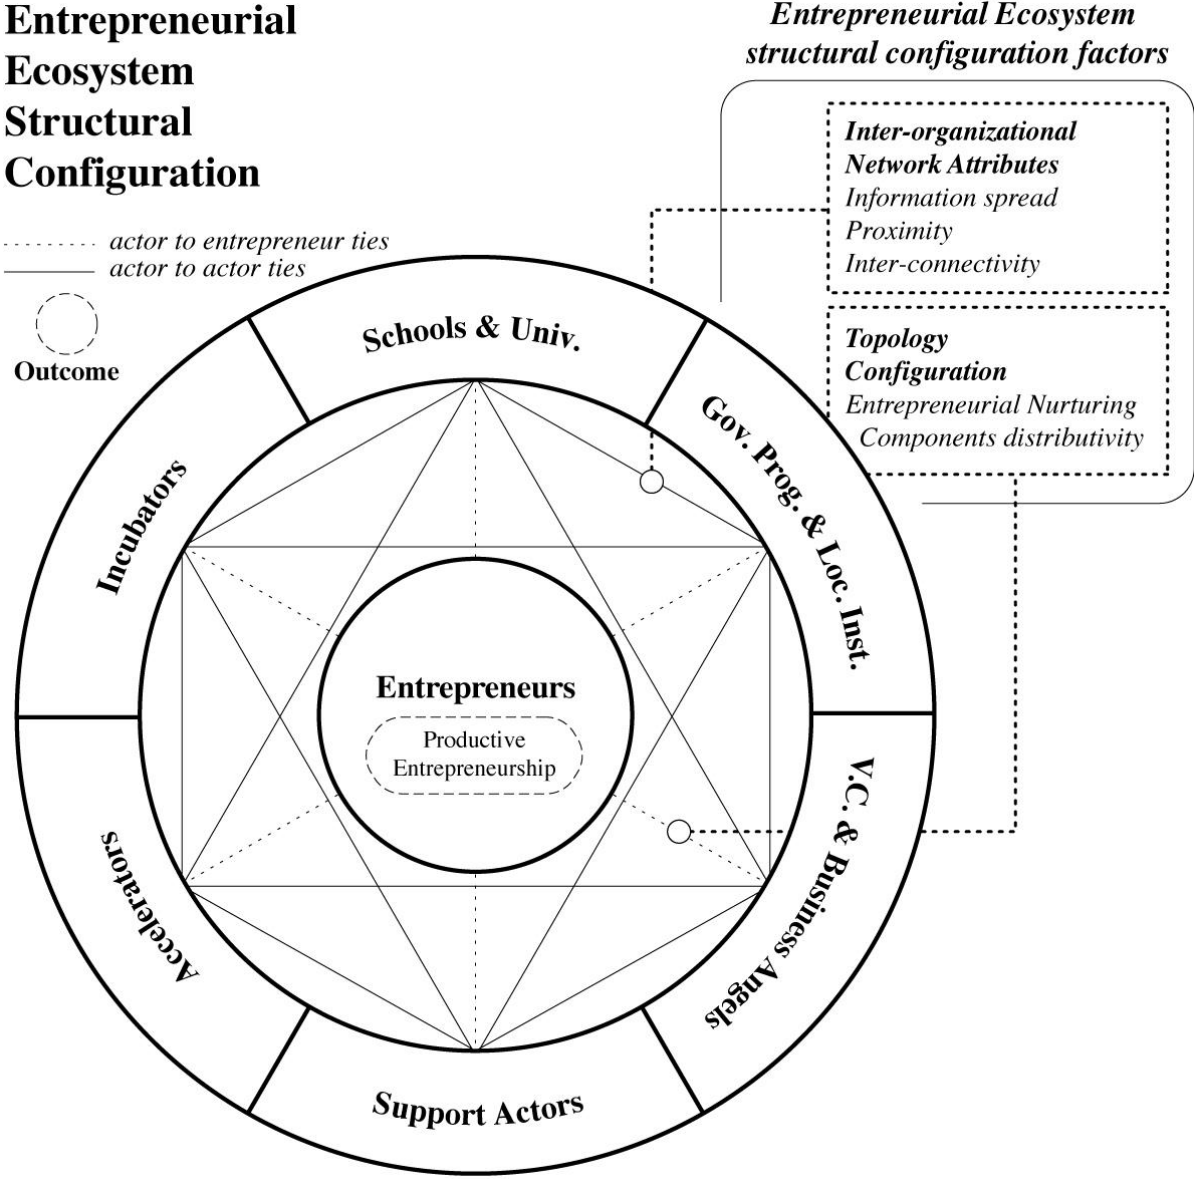 Entrepreneurial
Ecosystem
Structural
Configuration
actor to entrepreneur ties
actor to actor ties
Outcome
Entrepreneurial Ecosystem
structural configuration factors
Inter-organizational
Network Attributes
Information spread
Proximity
Inter-connectivity
Topology
Configuration
Entrepreneurial Nurturing
Components distributivity
Schools & Univ.
Gov. Prog. & Loc. Inst.
V.C. & Business Angels
Support Actors
Accelerators
Incubators
Entrepreneurs
Productive
Entrepreneurship